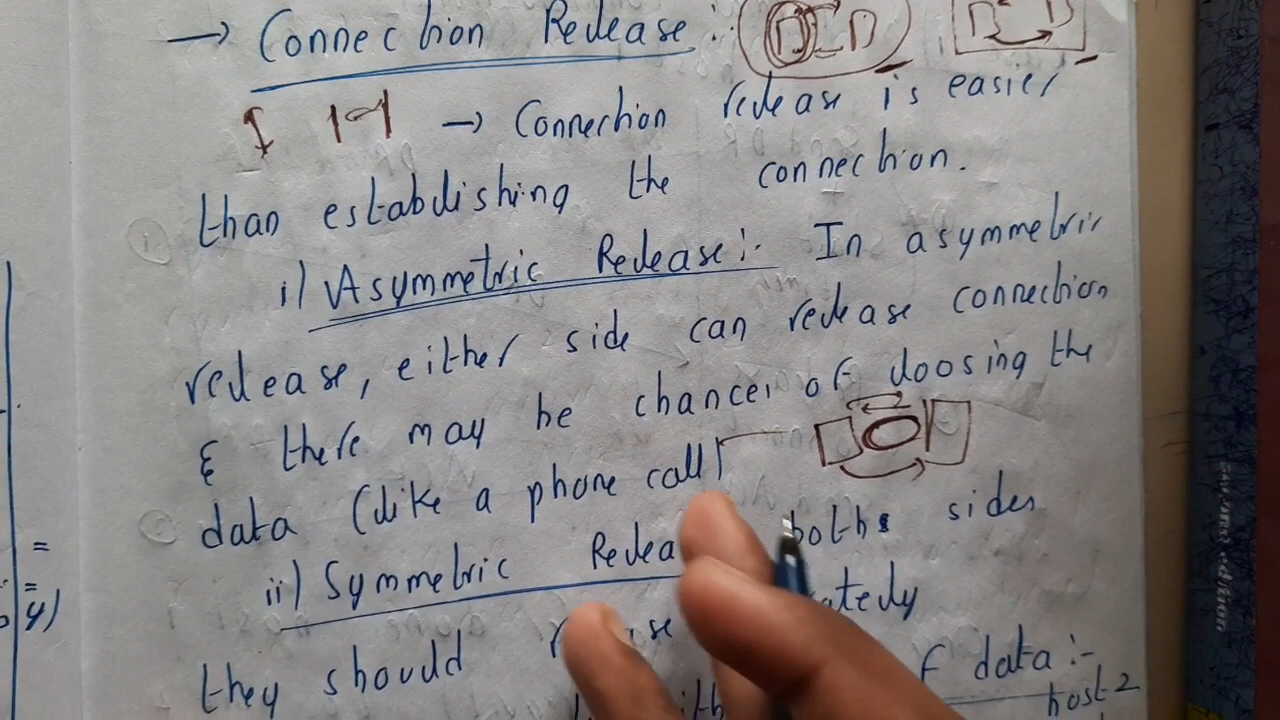 → Connection Release :-
→ Connection release is easier
than establishing the connection.
i) Asymmetric Release :- In asymmetric
release, either side can release connection
& there may be chances of loosing the
data (like a phone call)
ii) Symmetric both sides
they should
data :-
host 2
=
=
4)